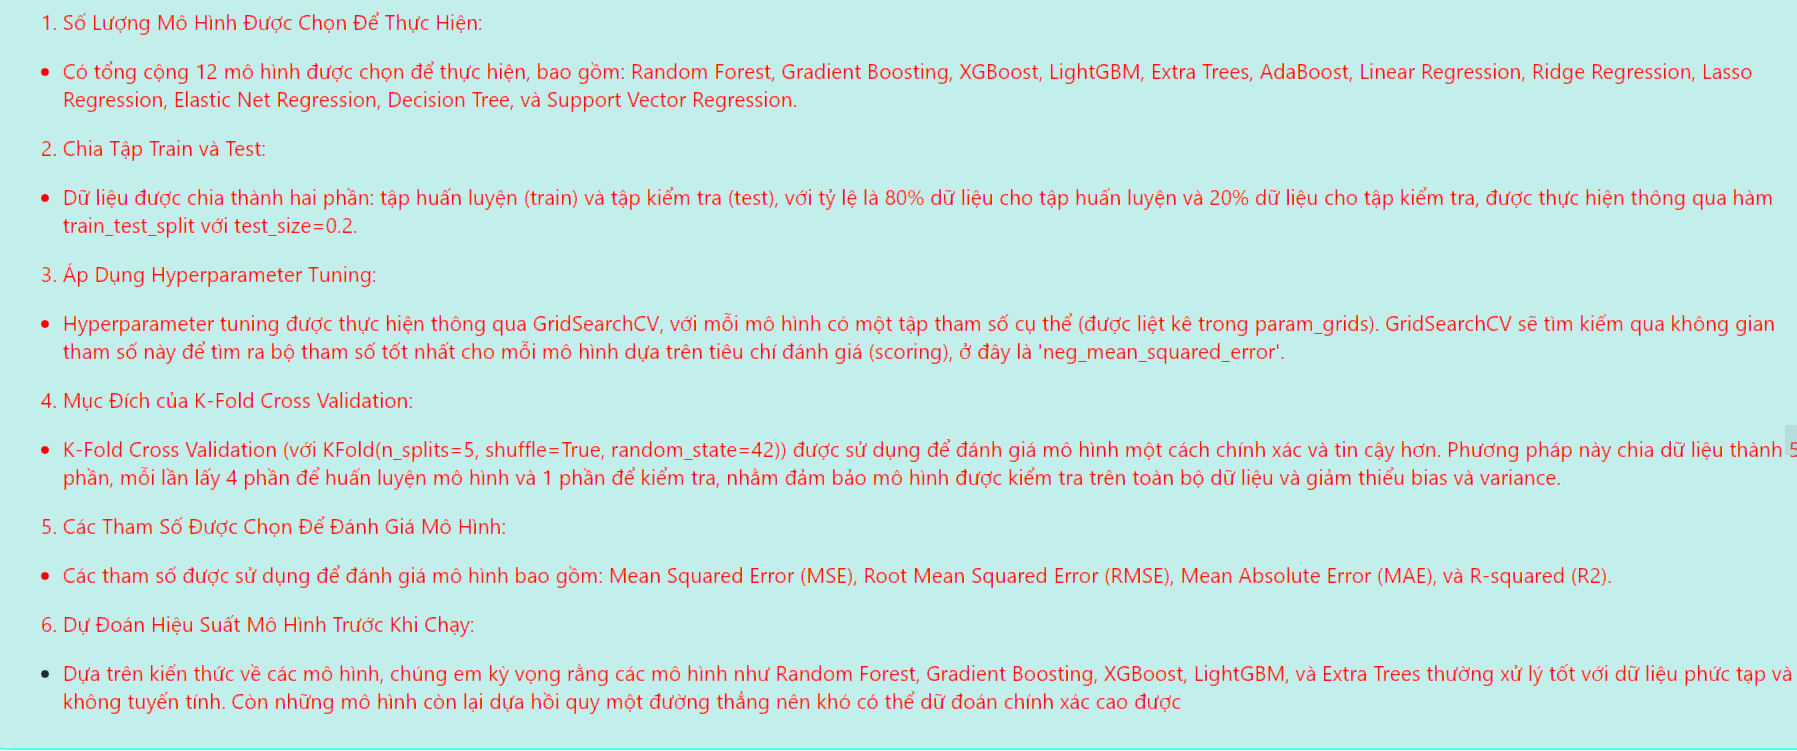 1. Số Lượng Mô Hình Được Chọn Để Thực Hiện:
• Có tổng cộng 12 mô hình được chọn để thực hiện, bao gồm: Random Forest, Gradient Boosting, XGBoost, LightGBM, Extra Trees, AdaBoost, Linear Regression, Ridge Regression, Lasso
Regression, Elastic Net Regression, Decision Tree, và Support Vector Regression.
2. Chia Tập Train và Test:
• Dữ liệu được chia thành hai phần: tập huấn luyện (train) và tập kiểm tra (test), với tỷ lệ là 80% dữ liệu cho tập huấn luyện và 20% dữ liệu cho tập kiểm tra, được thực hiện thông qua hàm
train_test_split với test_size=0.2.
3. Áp Dụng Hyperparameter Tuning:
• Hyperparameter tuning được thực hiện thông qua GridSearchCV, với mỗi mô hình có một tập tham số cụ thể (được liệt kê trong param_grids). GridSearchCV sẽ tìm kiếm qua không gian
tham số này để tìm ra bộ tham số tốt nhất cho mỗi mô hình dựa trên tiêu chí đánh giá (scoring), ở đây là 'neg_mean_squared_error'.
4. Mục Đích của K-Fold Cross Validation:
• K-Fold Cross Validation (với KFold(n_splits=5, shuffle=True, random_state=42)) được sử dụng để đánh giá mô hình một cách chính xác và tin cậy hơn. Phương pháp này chia dữ liệu thành 5
phần, mỗi lần lấy 4 phần để huấn luyện mô hình và 1 phần để kiểm tra, nhằm đảm bảo mô hình được kiểm tra trên toàn bộ dữ liệu và giảm thiểu bias và variance.
5. Các Tham Số Được Chọn Để Đánh Giá Mô Hình:
• Các tham số được sử dụng để đánh giá mô hình bao gồm: Mean Squared Error (MSE), Root Mean Squared Error (RMSE), Mean Absolute Error (MAE), và R-squared (R2).
6. Dự Đoán Hiệu Suất Mô Hình Trước Khi Chạy:
• Dựa trên kiến thức về các mô hình, chúng em kỳ vọng rằng các mô hình như Random Forest, Gradient Boosting, XGBoost, LightGBM, và Extra Trees thường xử lý tốt với dữ liệu phức tạp và
không tuyến tính. Còn những mô hình còn lại dựa hồi quy một đường thẳng nên khó có thể dữ đoán chính xác cao được